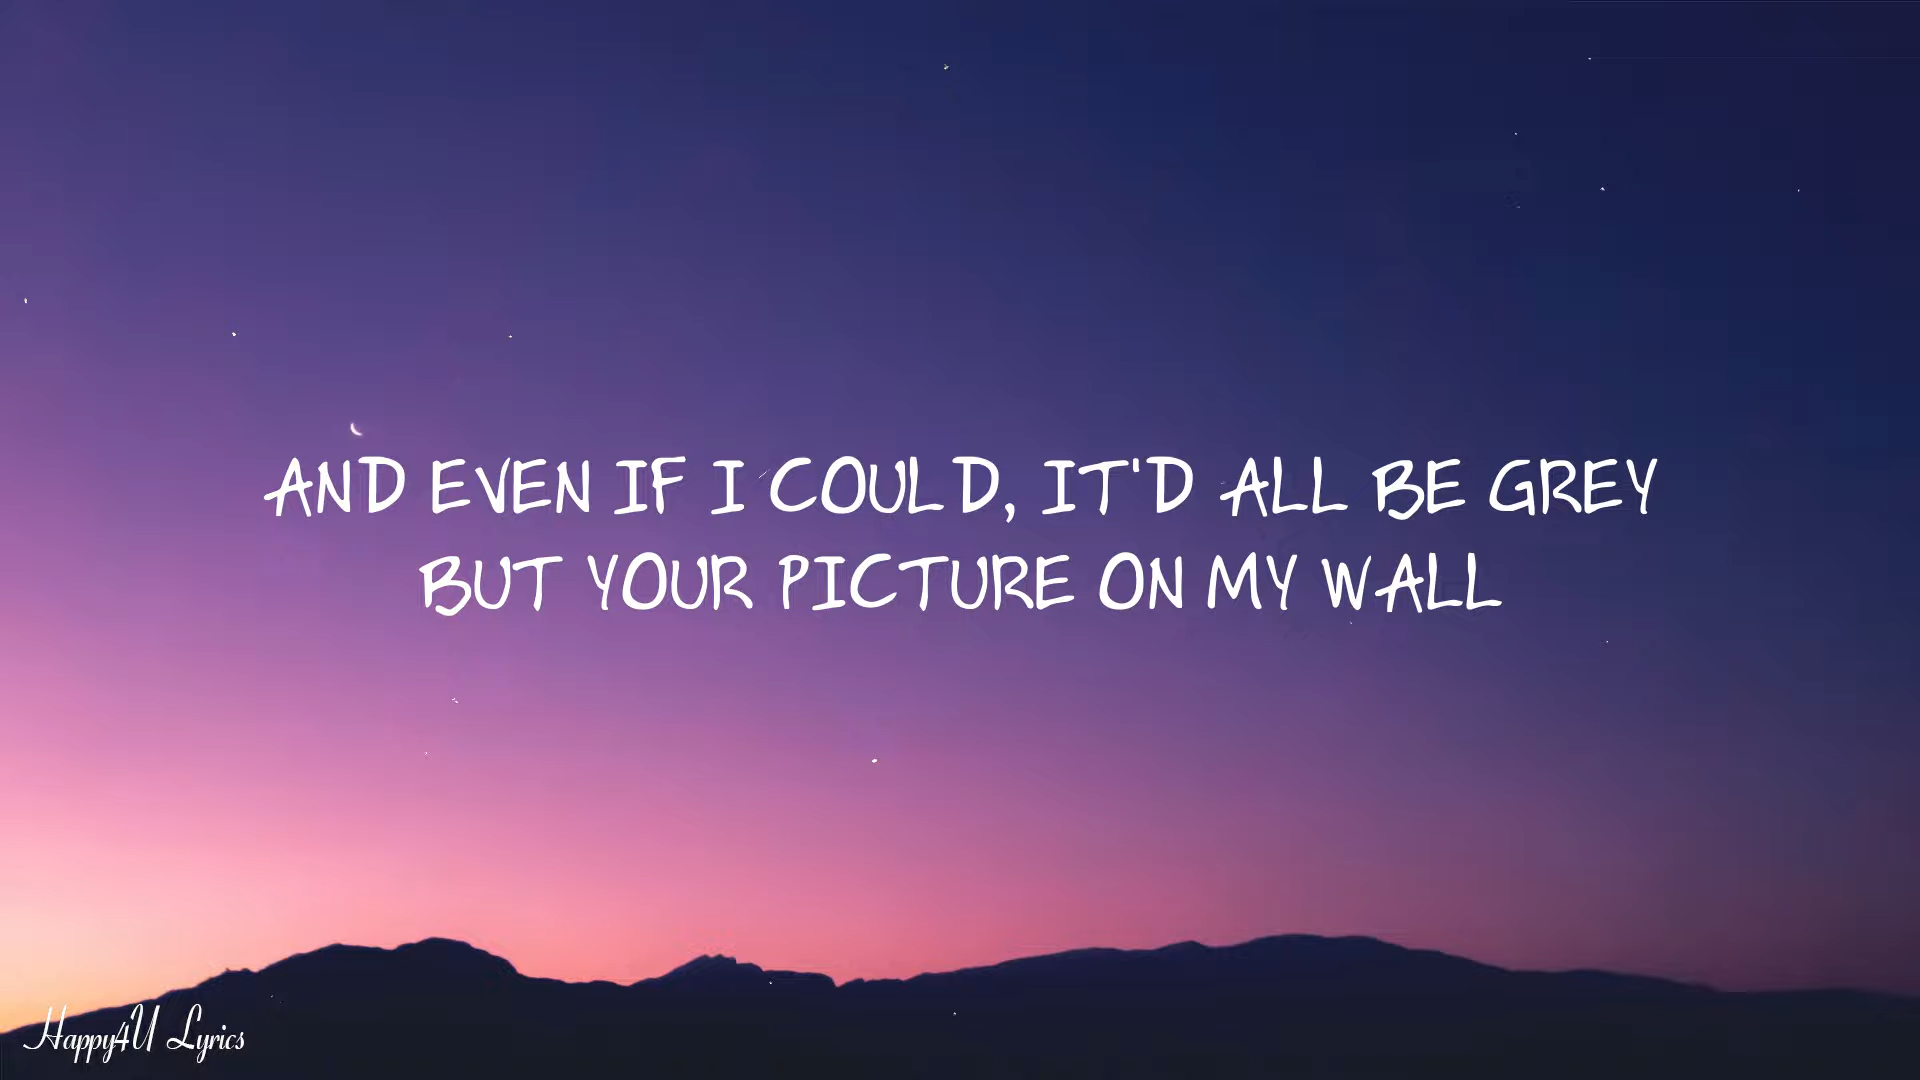 AND EVEN IF I COULD, IT'D ALL BE GREY
BUT YOUR PICTURE ON MY WALL
Happy4U Lyrics